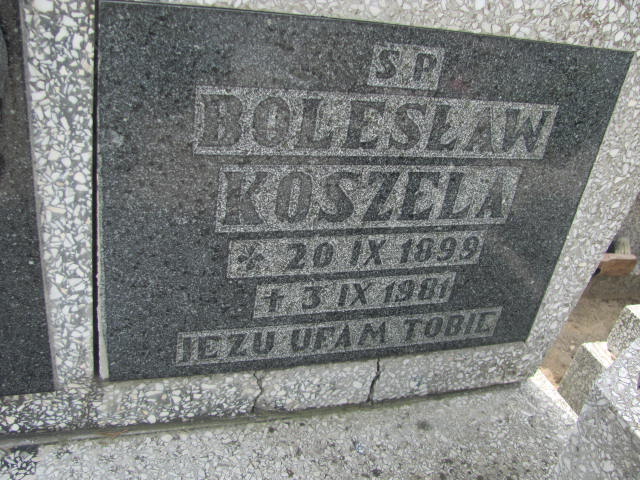 S P
BOLESŁAW
KOSZELA
* 20 IX 1899
† 3 IX 1981
JEZU UFAM TOBIE